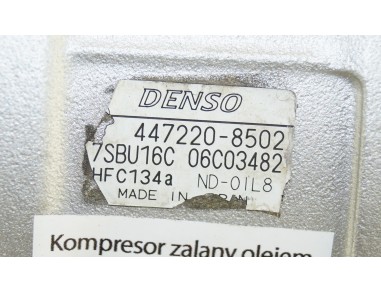 DENSO
447220-8502
7SBU16C 06C03482
HFC134a ND-OIL8
MADE IN
Kompresor zalany olejem